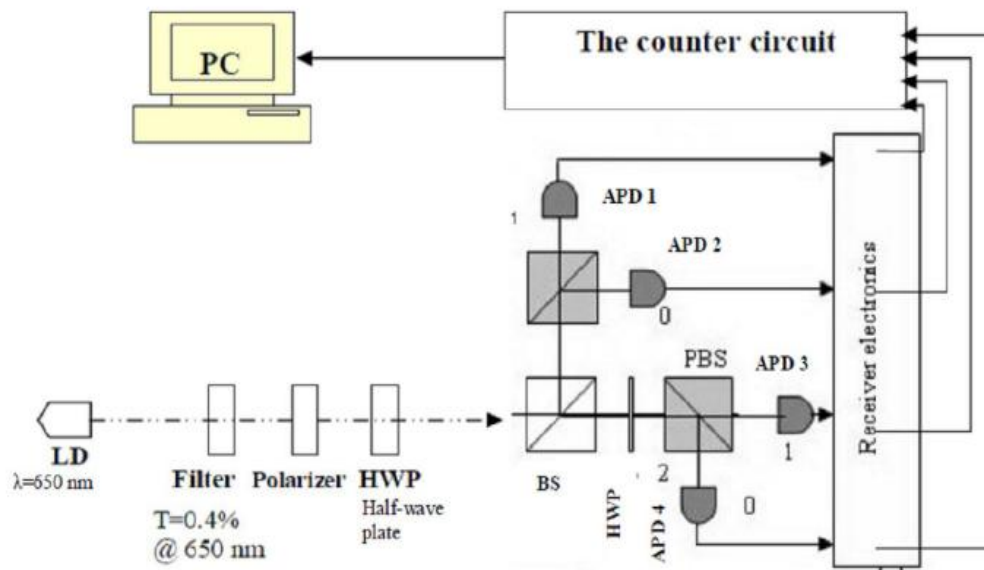 PC
The counter circuit
APD 1
1
APD 2
0
PBS
APD 3
1
Receiver electronics
LD
λ=650 nm
Filter
T=0.4%
@ 650 nm
Polarizer
HWP
Half-wave
plate
BS
HWP
2
APD 4
0